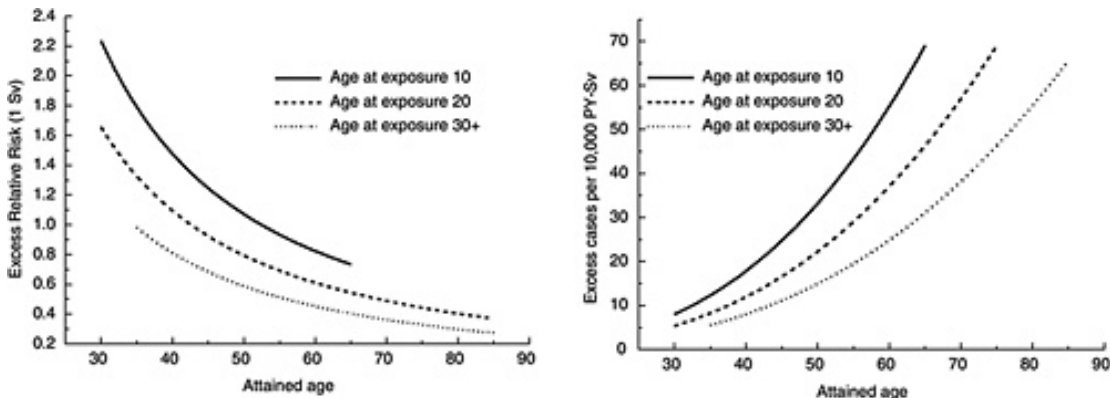 Excess Relative Risk (1 Sv)
2.4
2.2
2.0
1.8
1.6
1.4
1.2
1.0
0.8
0.6
0.4
0.2
Age at exposure 10
Age at exposure 20
Age at exposure 30+
30 40 50 60 70 80 90
Attained age
Excess cases per 10,000 PY-Sv
70
60
50
40
30
20
10
0
Age at exposure 10
Age at exposure 20
Age at exposure 30+
30 40 50 60 70 80 90
Attained age